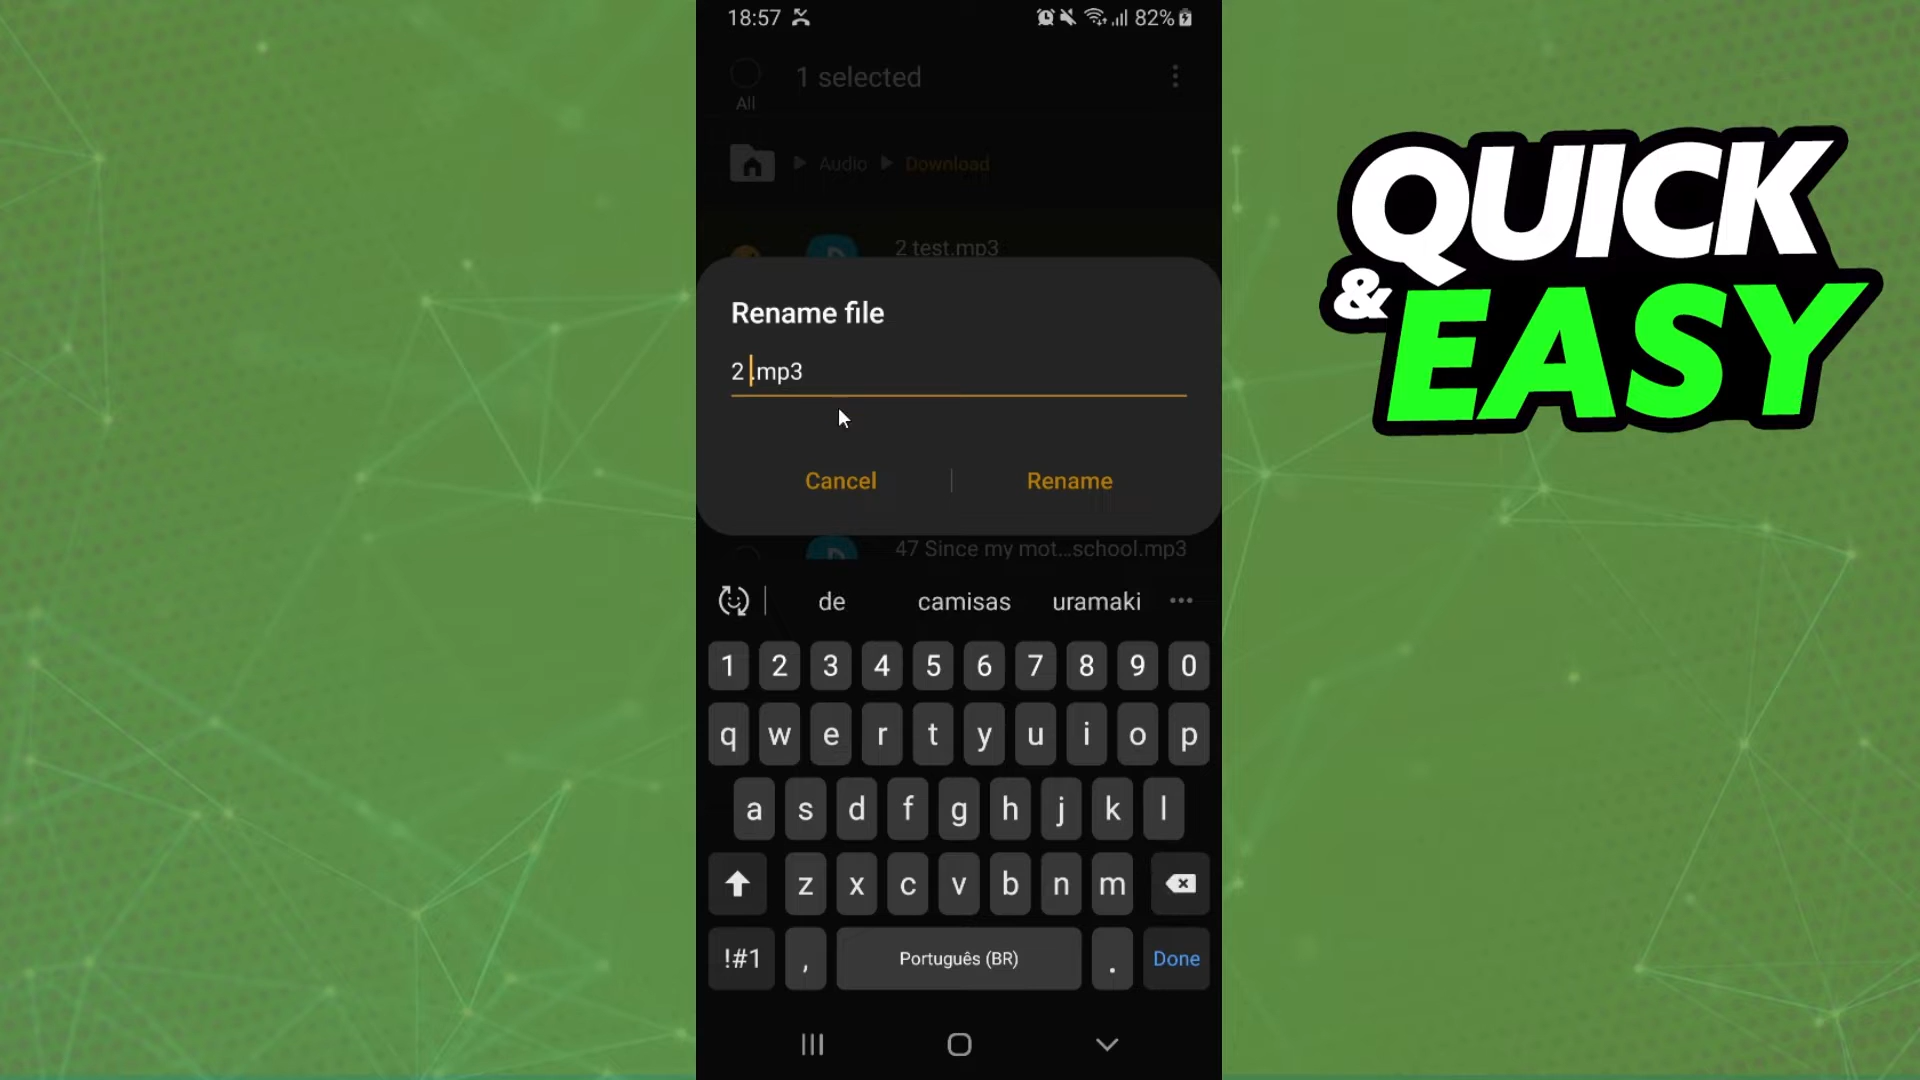 18:57 82%
1 selected
All
Audio Download
2 test.mp3
Rename file
2 .mp3
Cancel Rename
47 Since my mot...school.mp3
de camisas uramaki ...
1 2 3 4 5 6 7 8 9 0
q w e r t y u i o p
a s d f g h j k l
z x c v b n m
!#1 , Português (BR) . Done
QUICK
& EASY